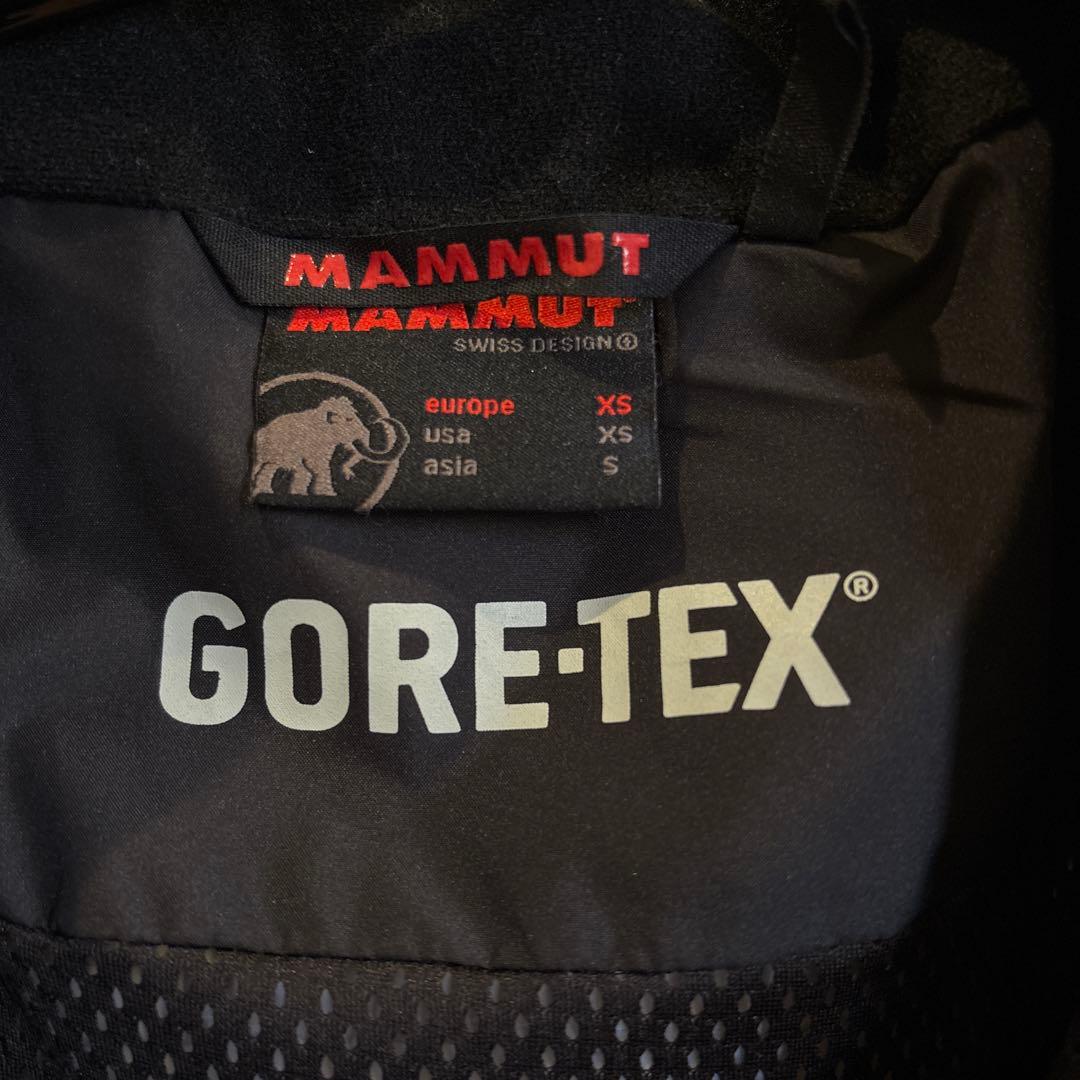 MAMMUT
MAMMUT
SWISS DESIGN
europe XS
usa XS
asia S
GORE-TEX®